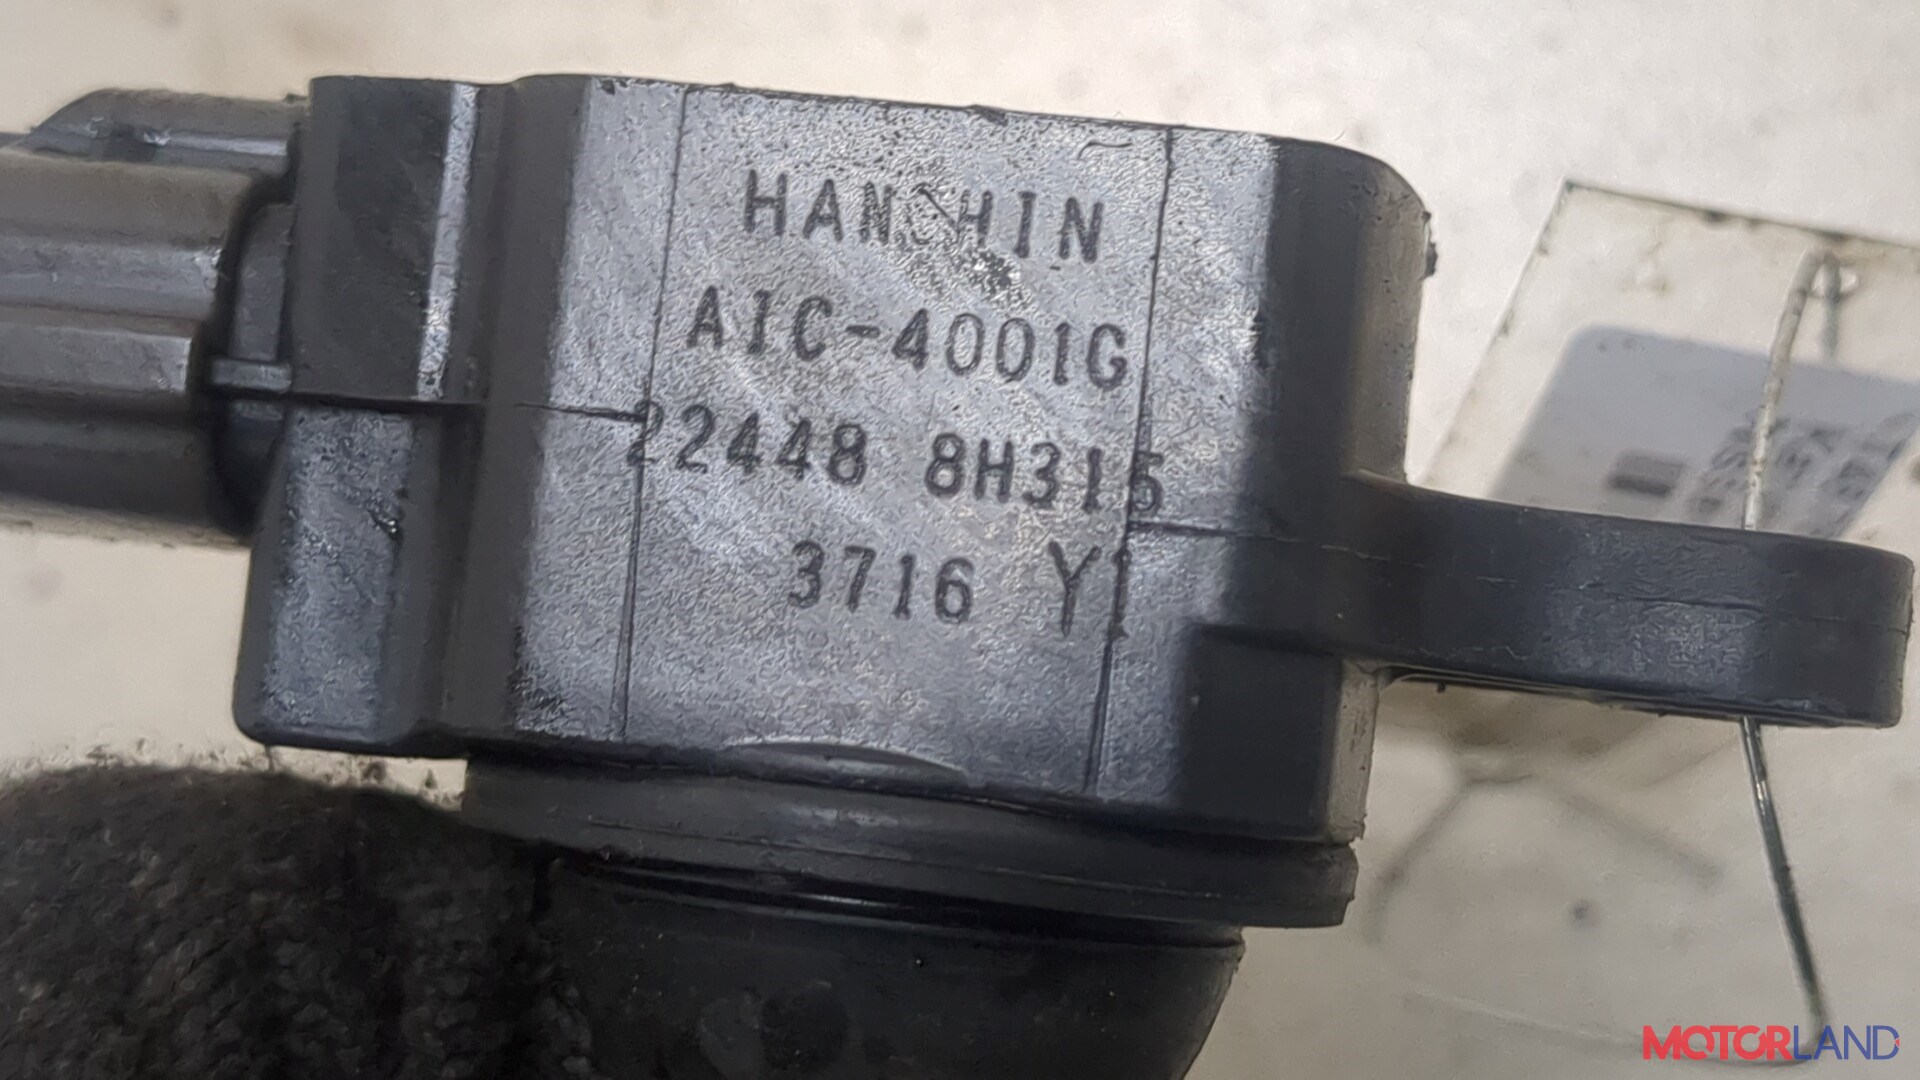 HANSHIN
AIC-4001G
22448 8H315
3716 Y1
MOTORLAND